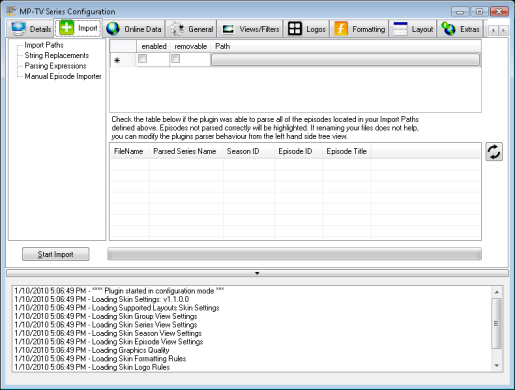 MP-TV Series Configuration
Details Import Online Data General Views/Filters Logos Formatting Layout Extras
Import Paths
String Replacements
Parsing Expressions
Manual Episode Importer
enabled removable Path
*
Check the table below if the plugin was able to parse all of the episodes located in your Import Paths
defined above. Episodes not parsed correctly will be highlighted. If renaming your files does not help,
you can modify the plugins parser behaviour from the left hand side tree view.
FileName Parsed Series Name Season ID Episode ID Episode Title
Start Import
1/10/2010 5:06:49 PM - **** Plugin started in configuration mode ***
1/10/2010 5:06:49 PM - Loading Skin Settings: v1.1.0.0
1/10/2010 5:06:49 PM - Loading Supported Layouts Skin Settings
1/10/2010 5:06:49 PM - Loading Skin Group View Settings
1/10/2010 5:06:49 PM - Loading Skin Series View Settings
1/10/2010 5:06:49 PM - Loading Skin Season View Settings
1/10/2010 5:06:49 PM - Loading Skin Episode View Settings
1/10/2010 5:06:49 PM - Loading Graphics Quality
1/10/2010 5:06:49 PM - Loading Skin Formatting Rules
1/10/2010 5:06:49 PM - Loading Skin Logo Rules